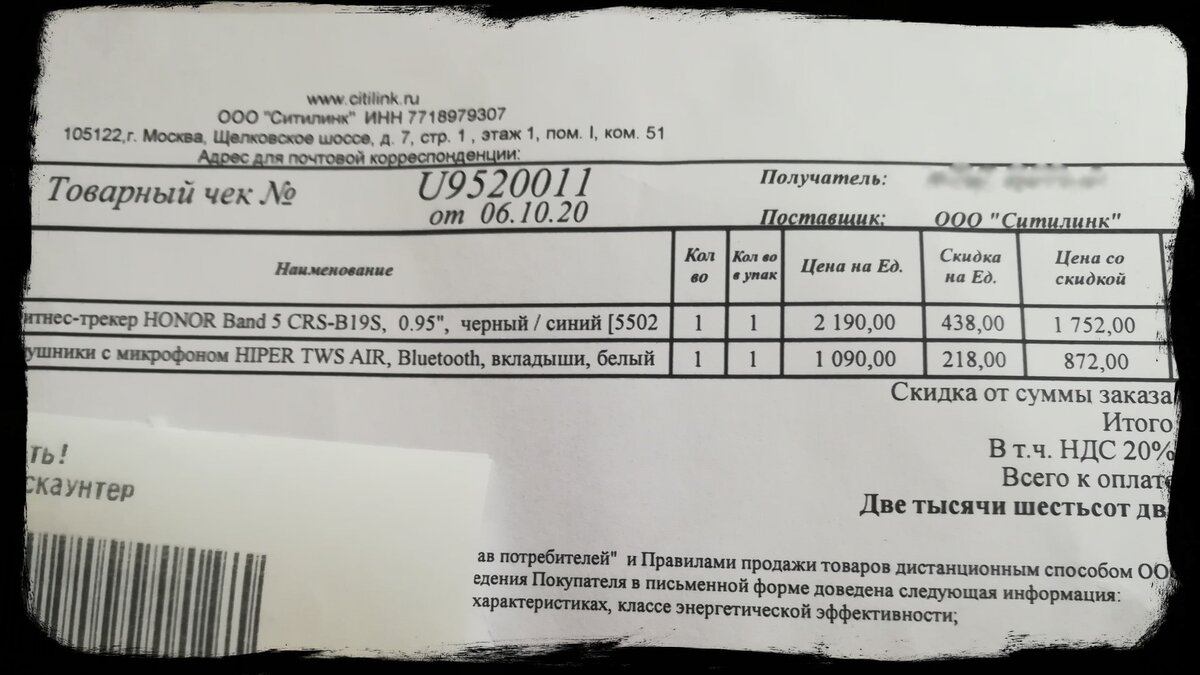 www.citilink.ru
ООО "Ситилинк" ИНН 7718979307
105122,г. Москва, Щелковское шоссе, д. 7, стр. 1 , этаж 1, пом. I, ком. 51
Адрес для почтовой корреспонденции:
Товарный чек № U9520011 Получатель:
от 06.10.20 Поставщик: ООО "Ситилинк"
Наименование Кол во Кол во в упак Цена на Ед. Скидка на Ед. Цена со скидкой
итнес-трекер HONOR Band 5 CRS-B19S, 0.95", черный / синий [5502 1 1 2 190,00 438,00 1 752,00
ушники с микрофоном HIPER TWS AIR, Bluetooth, вкладыши, белый 1 1 1 090,00 218,00 872,00
Скидка от суммы заказа
Итого
В т.ч. НДС 20%
Всего к оплате
Две тысячи шестьсот дв
ть!
скаунтер
ав потребителей" и Правилами продажи товаров дистанционным способом ОО
едения Покупателя в письменной форме доведена следующая информация:
характеристиках, классе энергетической эффективности;